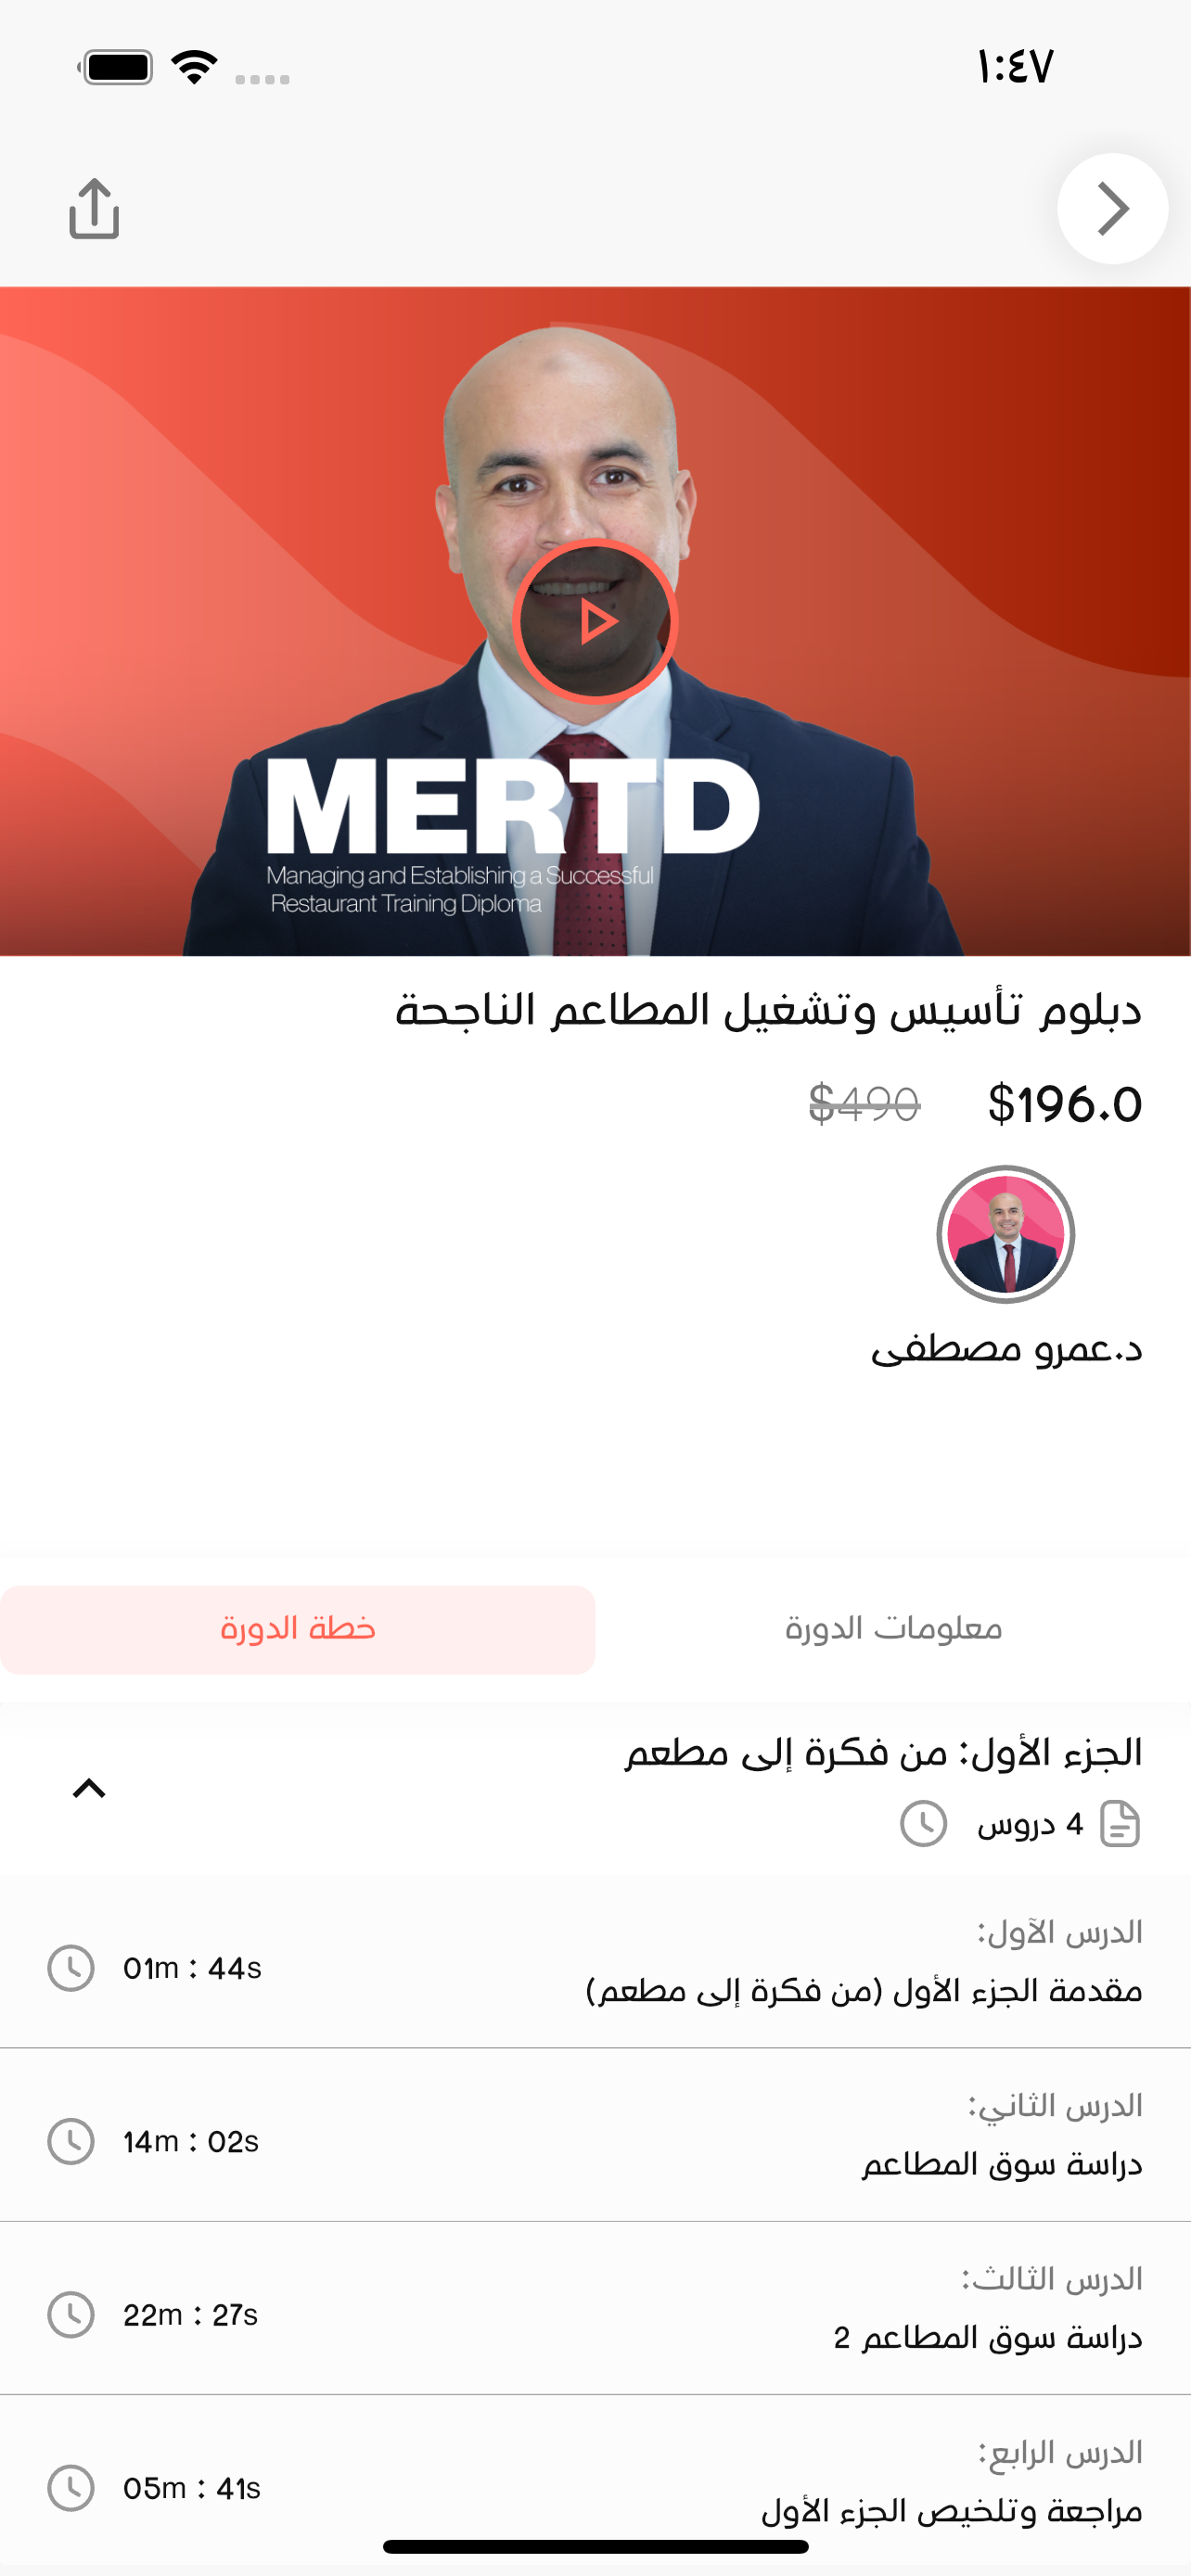 ١:٤٧
MERTD
Managing and Establishing a Successful
Restaurant Training Diploma
دبلوم تأسيس وتشغيل المطاعم الناجحة
$196.0 $490
د.عمرو مصطفى
معلومات الدورة
خطة الدورة
الجزء الأول: من فكرة إلى مطعم
4 دروس
الدرس الآول:
مقدمة الجزء الأول (من فكرة إلى مطعم)
01m : 44s
الدرس الثاني:
دراسة سوق المطاعم
14m : 02s
الدرس الثالث:
دراسة سوق المطاعم 2
22m : 27s
الدرس الرابع:
مراجعة وتلخيص الجزء الأول
05m : 41s